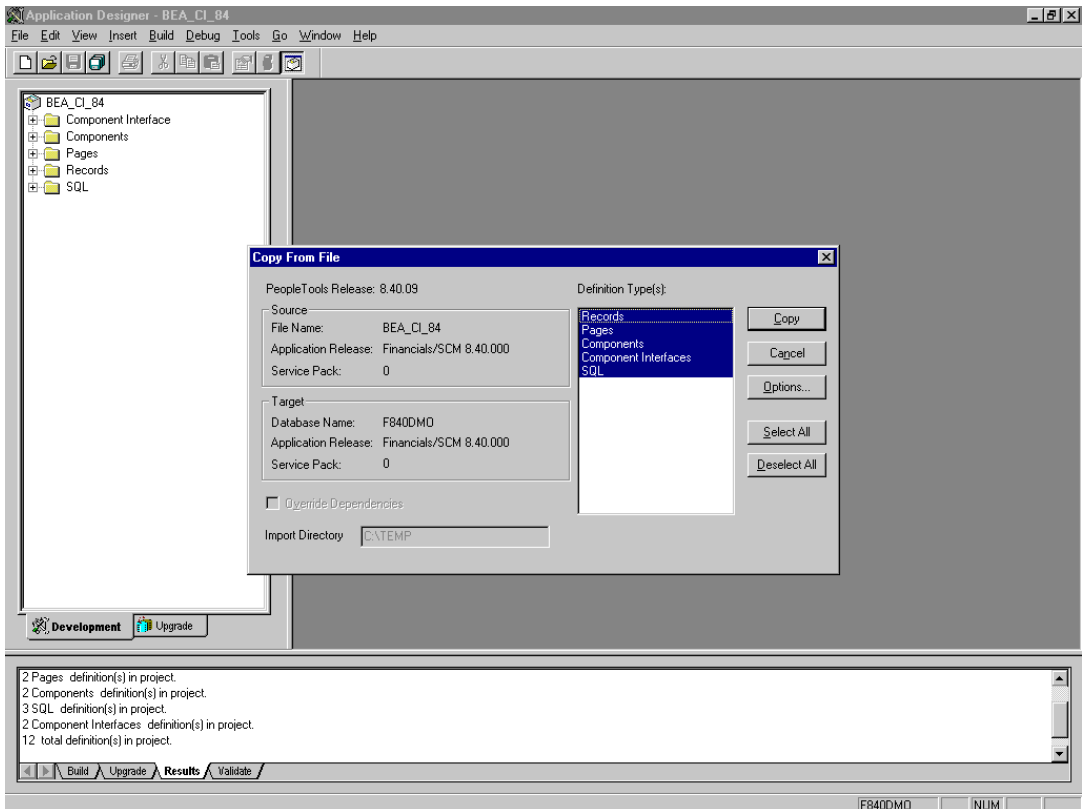 Application Designer - BEA_CI_84
File Edit View Insert Build Debug Tools Go Window Help
BEA_CI_84
Component Interface
Components
Pages
Records
SQL
Development
Upgrade
Copy From File
PeopleTools Release: 8.40.09
Source
File Name: BEA_CI_84
Application Release: Financials/SCM 8.40.000
Service Pack: 0
Target
Database Name: F840DMO
Application Release: Financials/SCM 8.40.000
Service Pack: 0
Override Dependencies
Import Directory C:\TEMP
Definition Type(s):
Records
Pages
Components
Component Interfaces
SQL
Copy
Cancel
Options...
Select All
Deselect All
2 Pages definition(s) in project.
2 Components definition(s) in project.
3 SQL definition(s) in project.
2 Component Interfaces definition(s) in project.
12 total definition(s) in project.
Build Upgrade Results Validate
F840DMO NUM